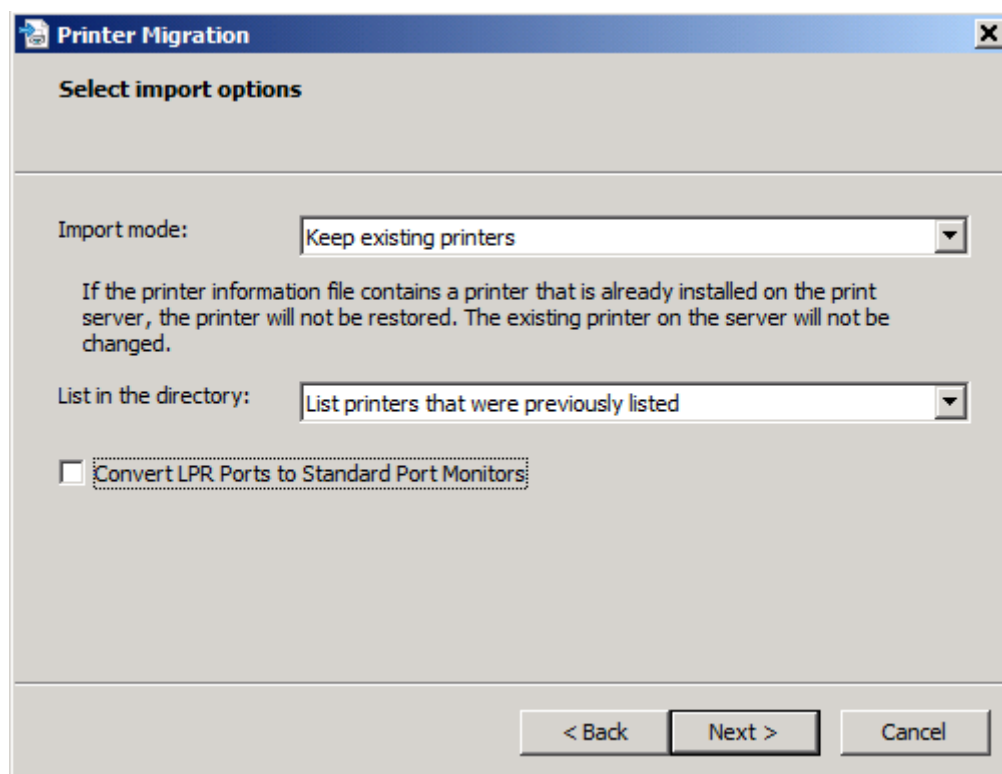 Printer Migration
Select import options
Import mode:
Keep existing printers
If the printer information file contains a printer that is already installed on the print
server, the printer will not be restored. The existing printer on the server will not be
changed.
List in the directory:
List printers that were previously listed
Convert LPR Ports to Standard Port Monitors
< Back
Next >
Cancel